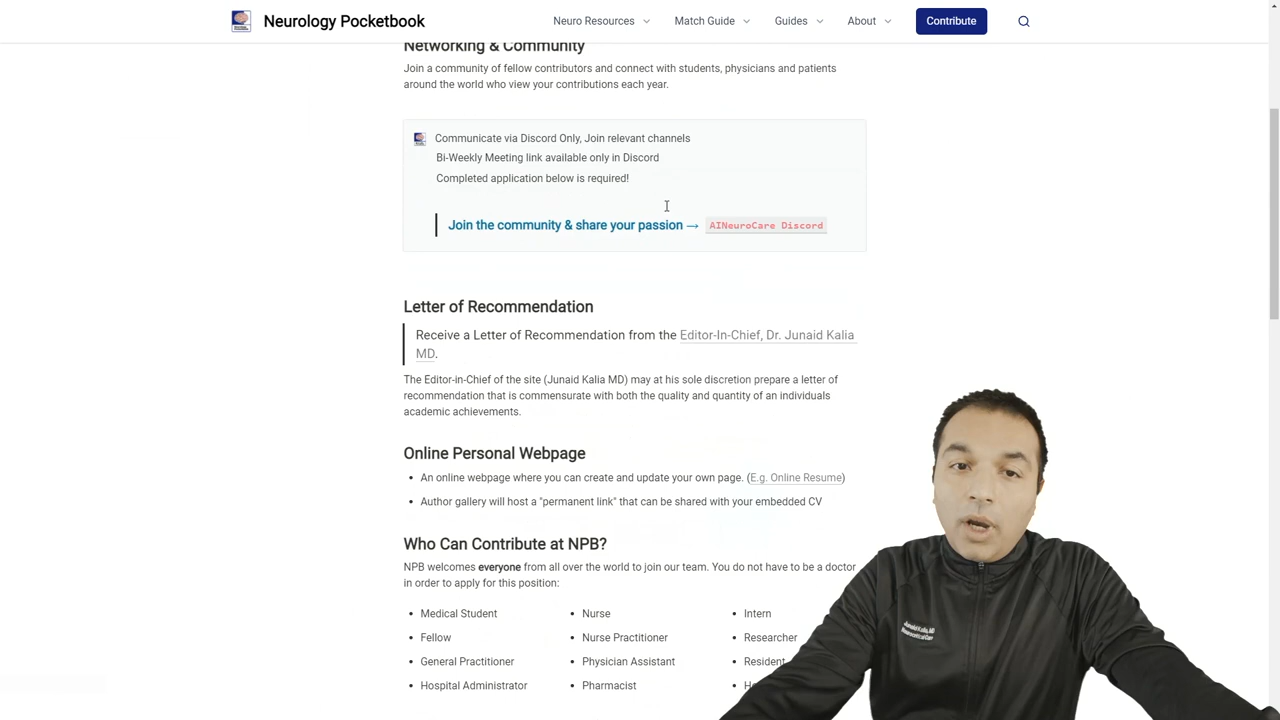 Neurology Pocketbook
Neuro Resources
Match Guide
Guides
About
Contribute
Networking & Community
Join a community of fellow contributors and connect with students, physicians and patients
around the world who view your contributions each year.
Communicate via Discord Only, Join relevant channels
Bi-Weekly Meeting link available only in Discord
Completed application below is required!
Join the community & share your passion → AINeuroCare Discord
Letter of Recommendation
Receive a Letter of Recommendation from the Editor-In-Chief, Dr. Junaid Kalia
MD.
The Editor-in-Chief of the site (Junaid Kalia MD) may at his sole discretion prepare a letter of
recommendation that is commensurate with both the quality and quantity of an individuals
academic achievements.
Online Personal Webpage
• An online webpage where you can create and update your own page. (E.g. Online Resume)
• Author gallery will host a "permanent link" that can be shared with your embedded CV
Who Can Contribute at NPB?
NPB welcomes everyone from all over the world to join our team. You do not have to be a doctor
in order to apply for this position:
• Medical Student
• Nurse
• Intern
• Fellow
• Nurse Practitioner
• Researcher
• General Practitioner
• Physician Assistant
• Resident
• Hospital Administrator
• Pharmacist
Junaid Kalia, MD